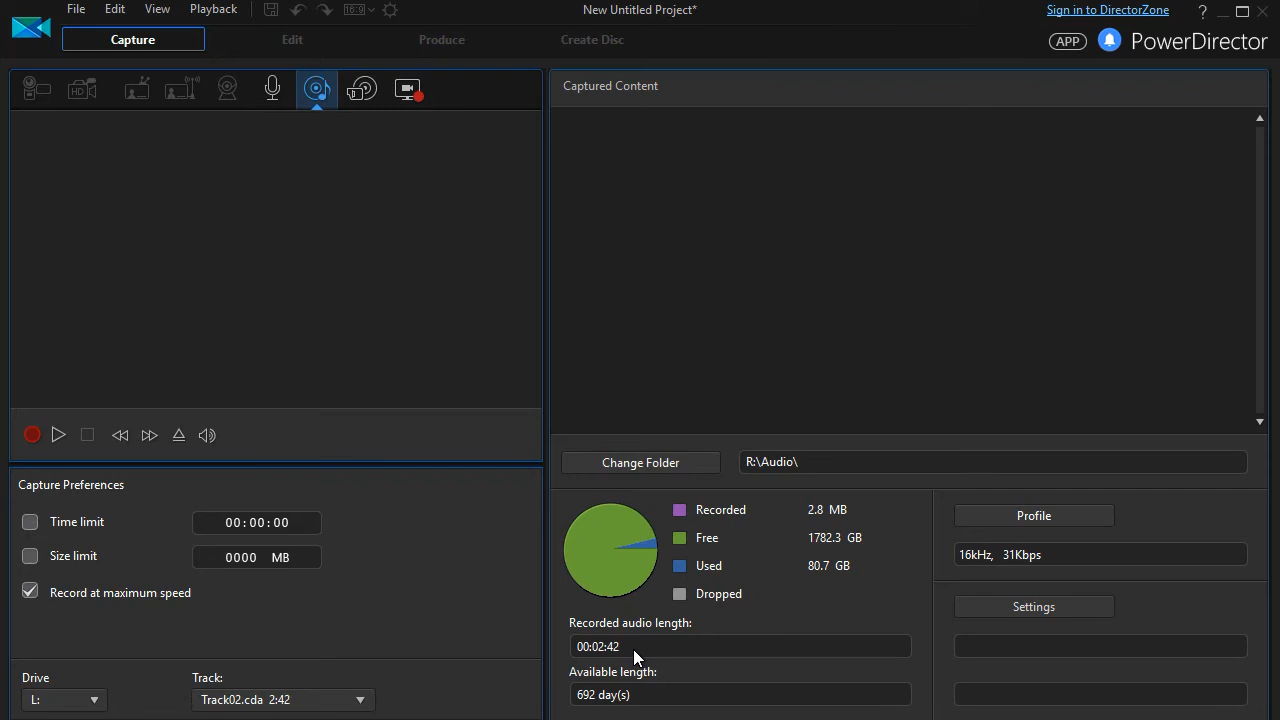 File Edit View Playback
New Untitled Project*
Sign in to DirectorZone
?
Capture Edit Produce Create Disc
APP PowerDirector
HD
16:9
Captured Content
Change Folder R:\Audio\
Capture Preferences
Time limit 00:00:00
Size limit 0000 MB
Record at maximum speed
Drive Track:
L: Track02.cda 2:42
Recorded 2.8 MB
Free 1782.3 GB
Used 80.7 GB
Dropped
Recorded audio length:
00:02:42
Available length:
692 day(s)
Profile
16kHz, 31Kbps
Settings